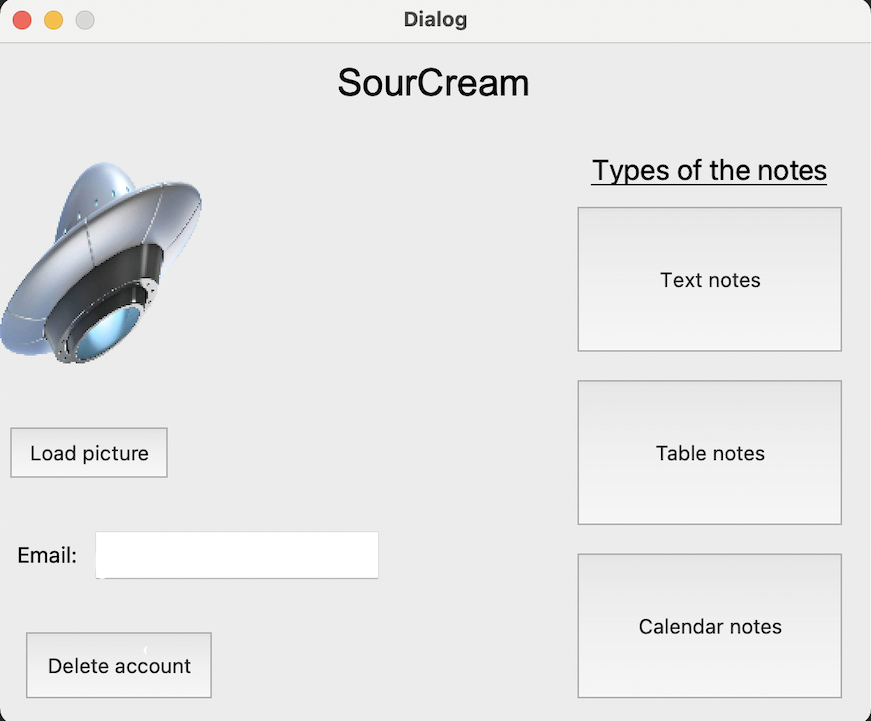 Dialog
SourCream
Types of the notes
Text notes
Table notes
Calendar notes
Load picture
Email:
Delete account